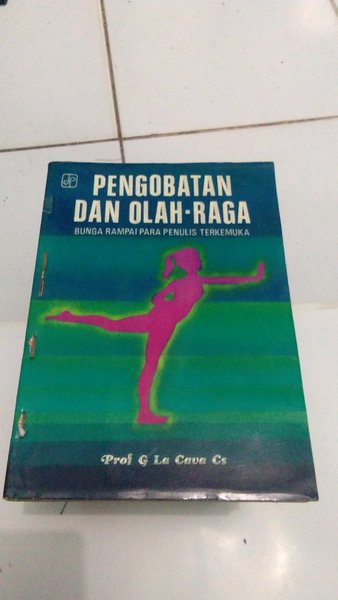 PENGOBATAN
DAN OLAH-RAGA
BUNGA RAMPAI PARA PENULIS TERKEMUKA
Prof G La Cava Cs